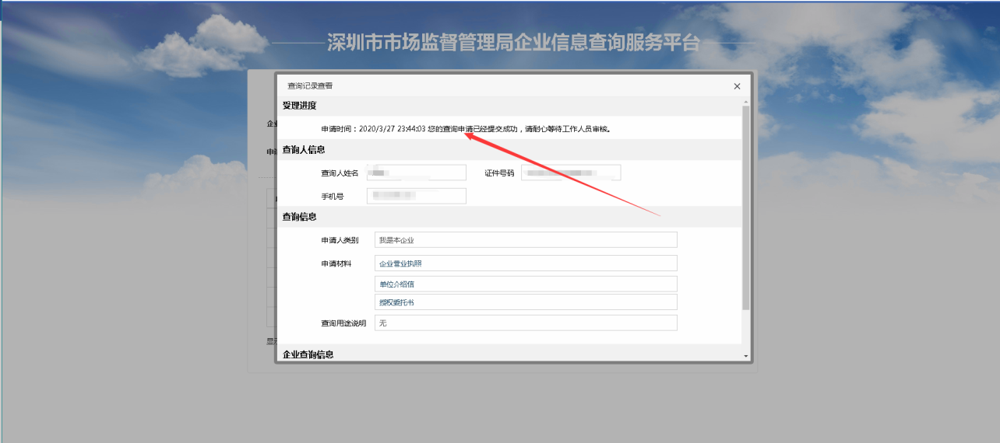 深圳市市场监督管理局企业信息查询服务平台
查询记录查看
受理进度
企业
申请时间：2020/3/27 23:44:03 您的查询申请已经提交成功，请耐心等待工作人员审核。
查询人信息
查询人姓名 证件号码
手机号
查询信息
申请人类别 我是本企业
申请材料 企业营业执照
单位介绍信
授权委托书
查询用途说明 无
企业查询信息